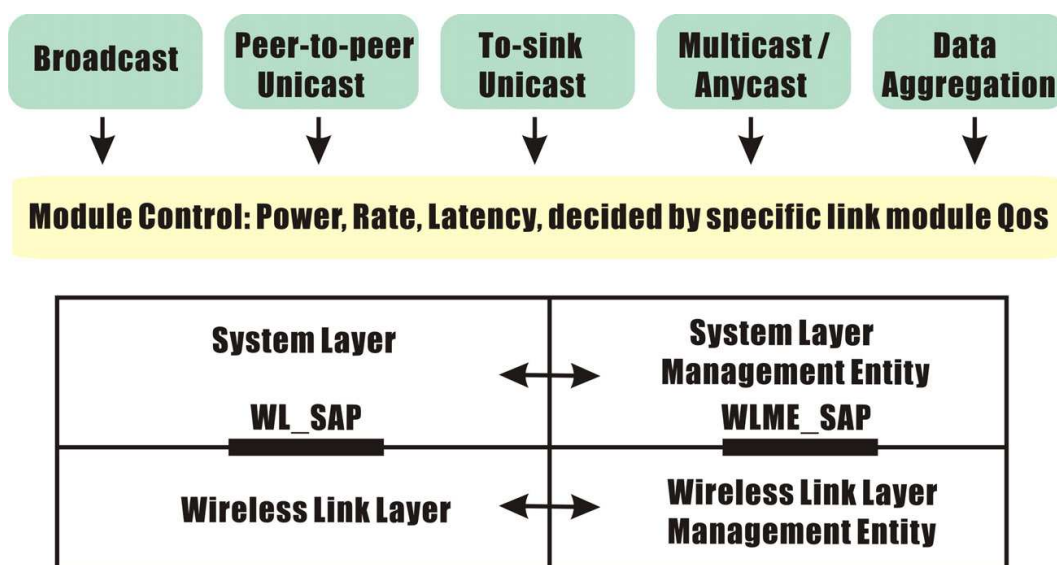 Broadcast
Peer-to-peer
Unicast
To-sink
Unicast
Multicast /
Anycast
Data
Aggregation
Module Control: Power, Rate, Latency, decided by specific link module Qos
System Layer
System Layer
Management Entity
WL_SAP
WLME_SAP
Wireless Link Layer
Wireless Link Layer
Management Entity